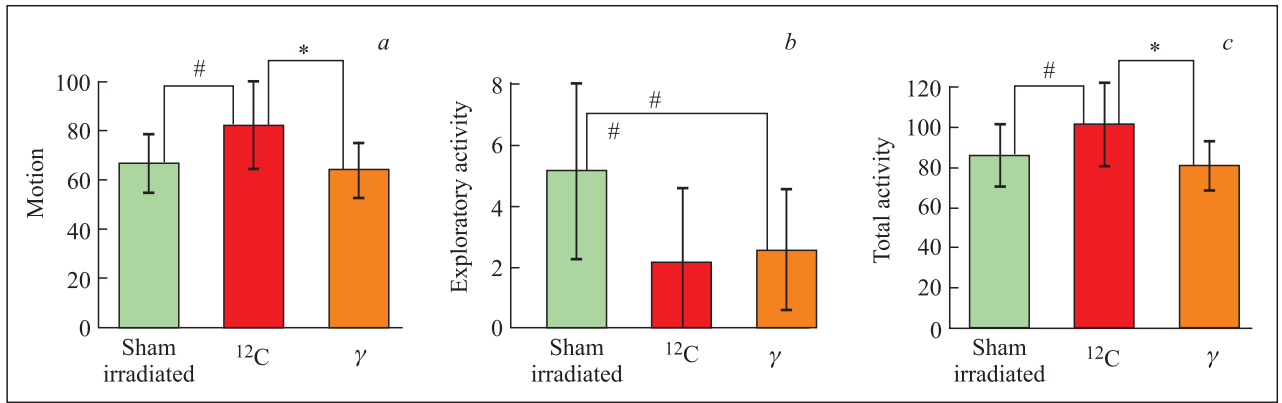 a
#
*
100
80
60
40
20
0
Motion
Sham
irradiated
¹²C
γ
b
#
#
8
6
4
2
0
Exploratory activity
Sham
irradiated
¹²C
γ
c
#
*
120
100
80
60
40
20
0
Total activity
Sham
irradiated
¹²C
γ